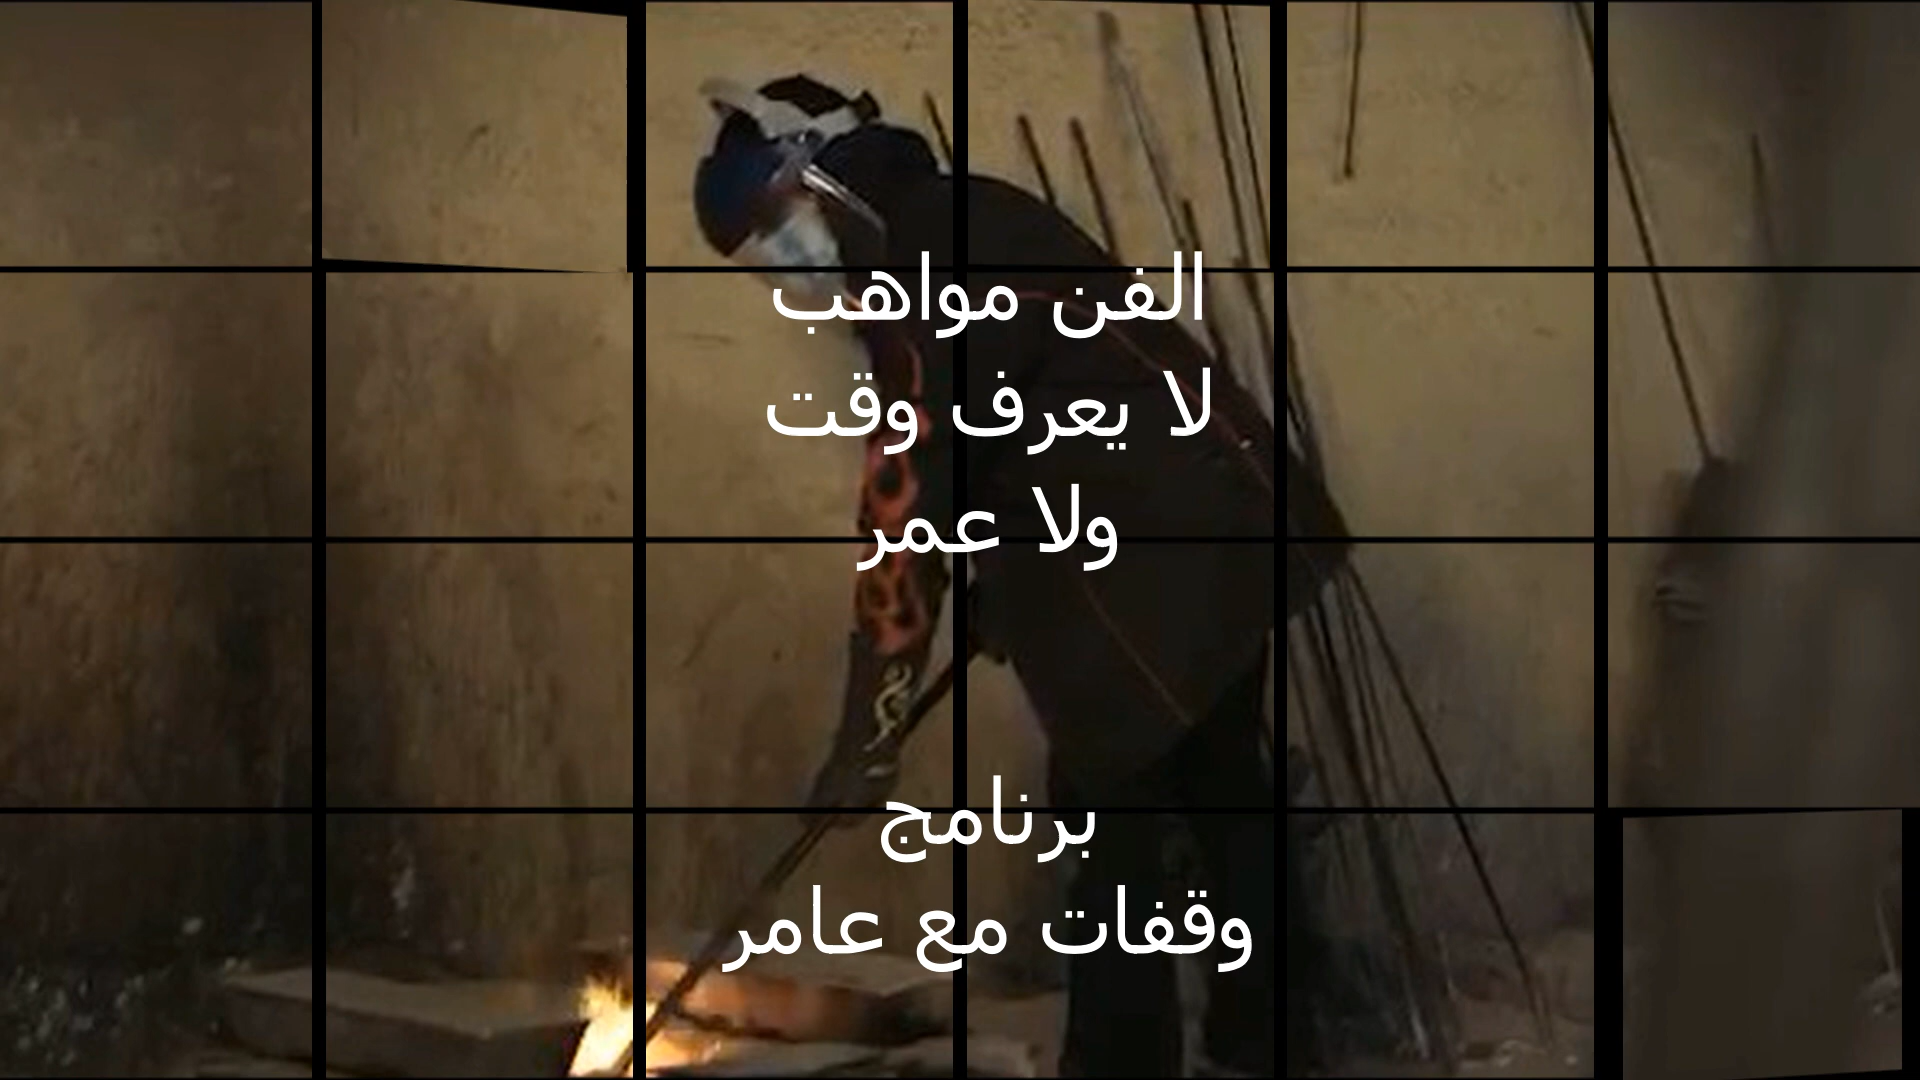 الفن مواهب
لا يعرف وقت
ولا عمر
برنامج
وقفات مع عامر